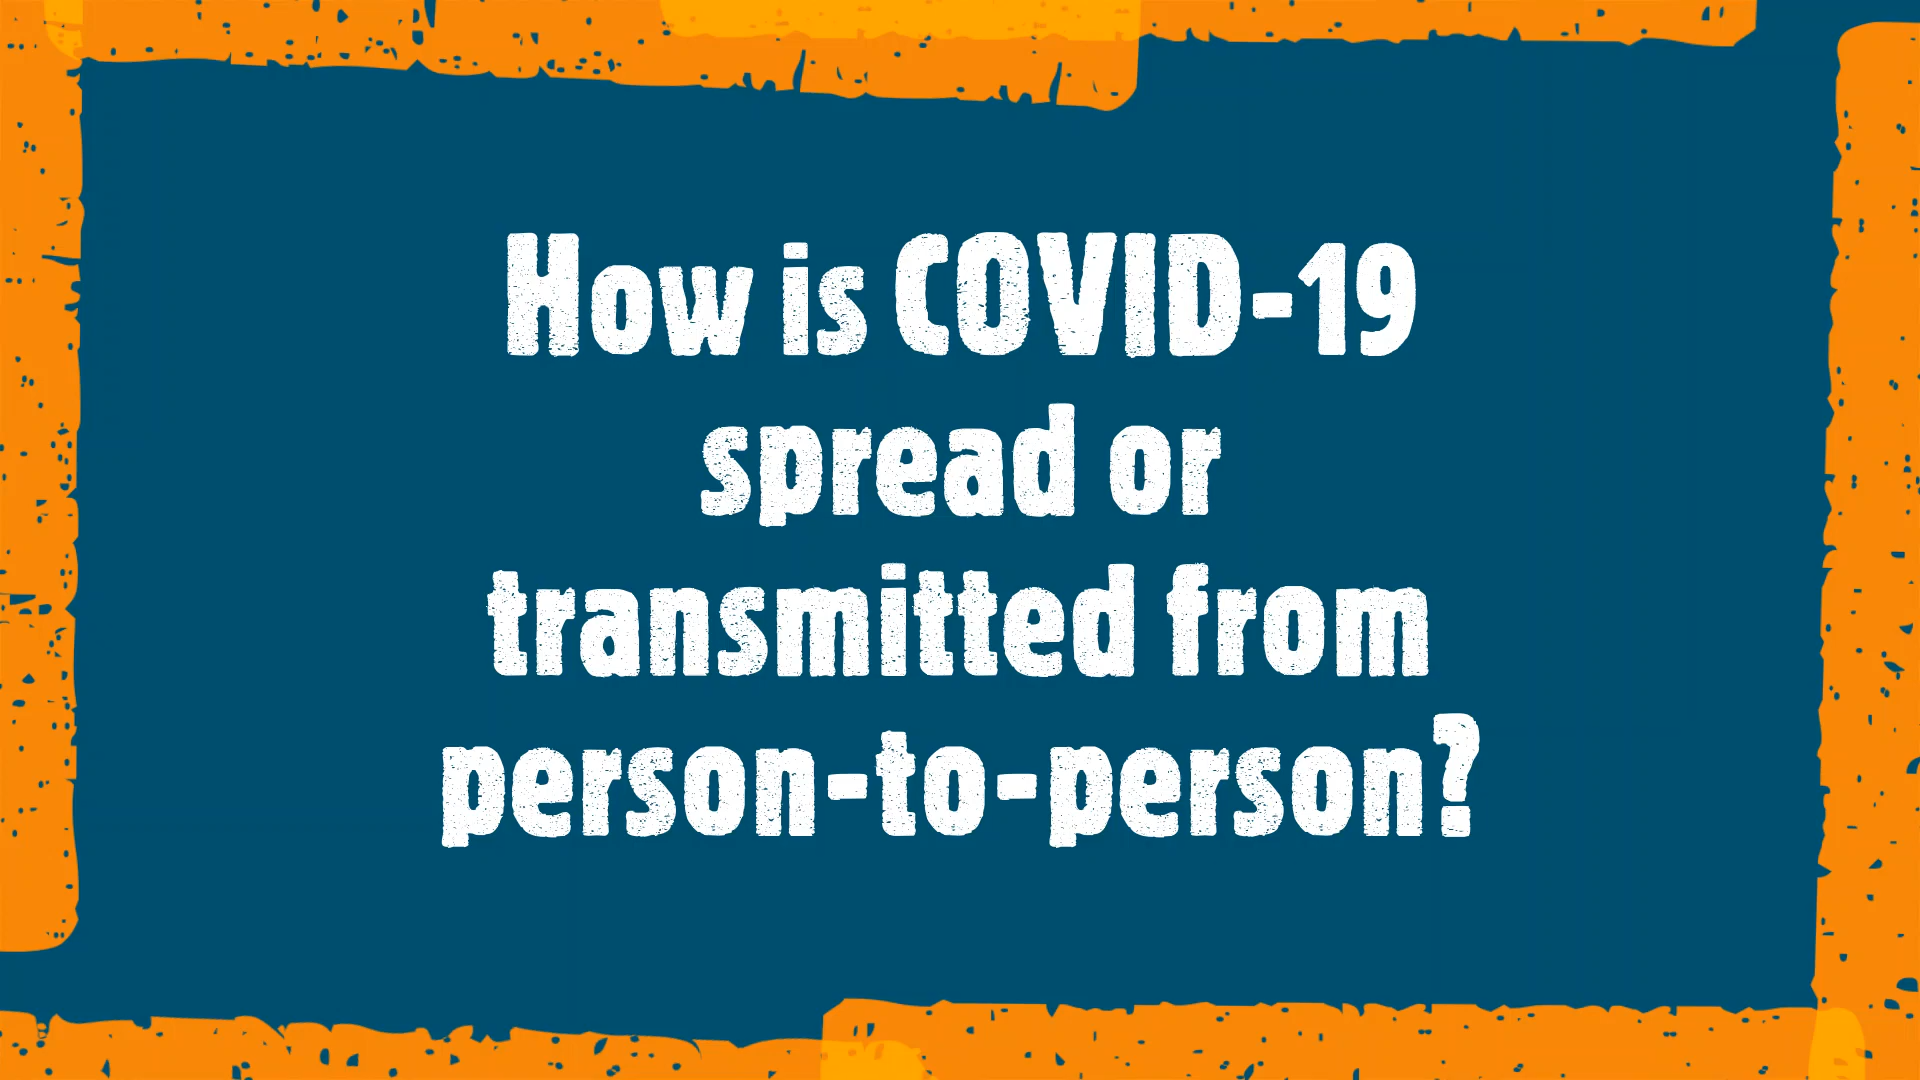 How is COVID-19
spread or
transmitted from
person-to-person?